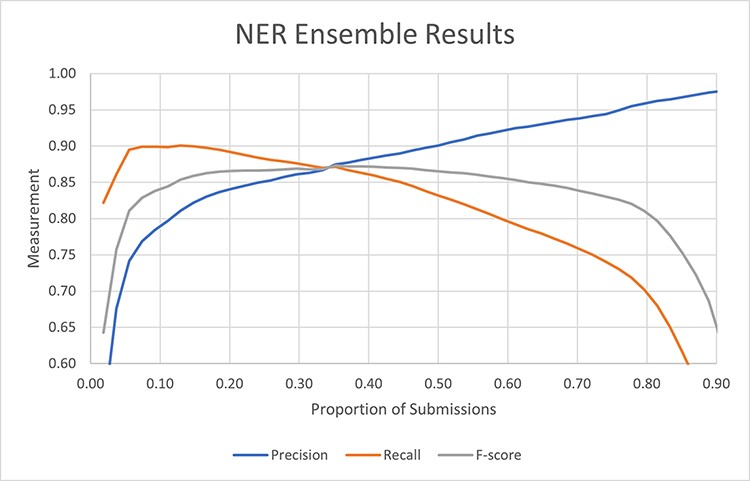 NER Ensemble Results
1.00
0.95
0.90
0.85
0.80
0.75
0.70
0.65
0.60
Measurement
0.00 0.10 0.20 0.30 0.40 0.50 0.60 0.70 0.80 0.90
Proportion of Submissions
Precision Recall F-score